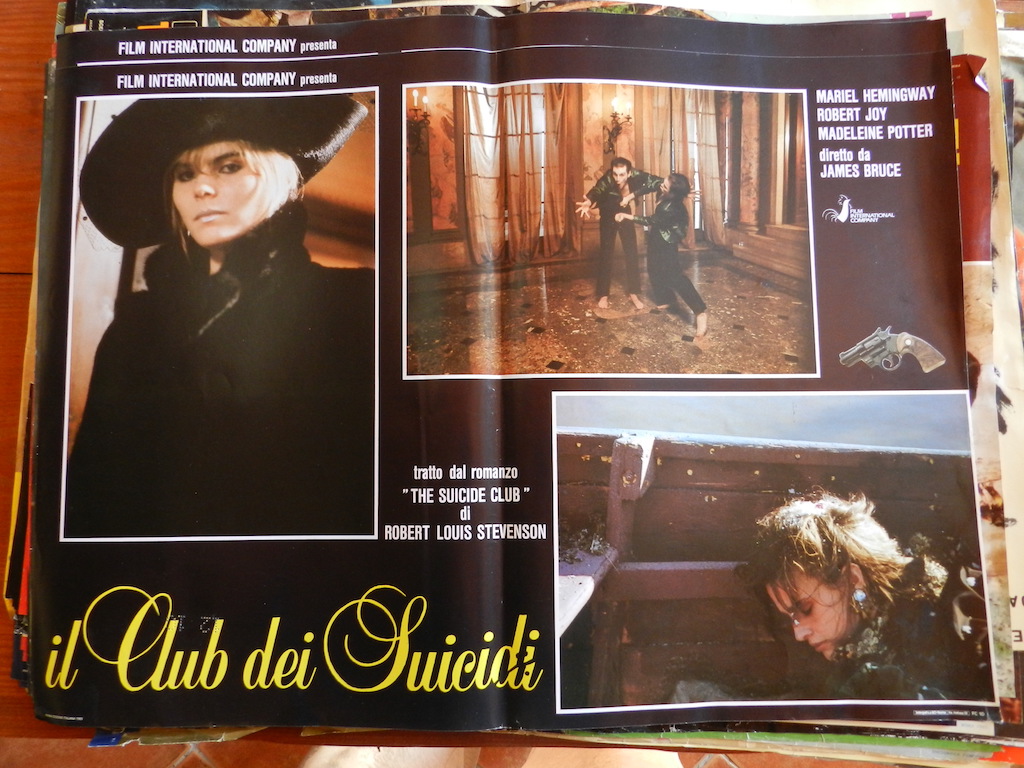 FILM INTERNATIONAL COMPANY presenta
FILM INTERNATIONAL COMPANY presenta
MARIEL HEMINGWAY
ROBERT JOY
MADELEINE POTTER
diretto da
JAMES BRUCE
FILM
INTERNATIONAL
COMPANY
tratto dal romanzo
"THE SUICIDE CLUB"
di
ROBERT LOUIS STEVENSON
il Club dei Suicidi